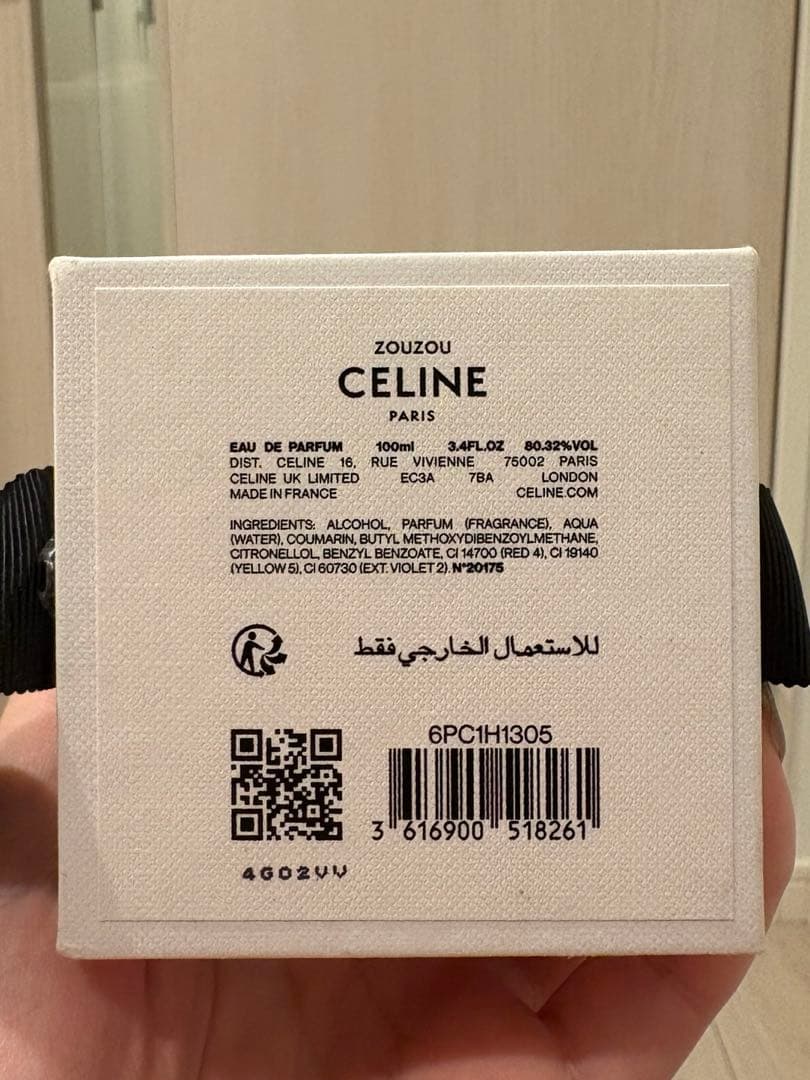 ZOUZOU
CELINE
PARIS
EAU DE PARFUM 100ml 3.4FL.OZ 80.32%VOL
DIST. CELINE 16, RUE VIVIENNE 75002 PARIS
CELINE UK LIMITED EC3A 7BA LONDON
MADE IN FRANCE CELINE.COM
INGREDIENTS: ALCOHOL, PARFUM (FRAGRANCE), AQUA
(WATER), COUMARIN, BUTYL METHOXYDIBENZOYLMETHANE,
CITRONELLOL, BENZYL BENZOATE, CI 14700 (RED 4), CI 19140
(YELLOW 5), CI 60730 (EXT. VIOLET 2). N°20175
للاستعمال الخارجي فقط
6PC1H1305
3 616900 518261
4G02VV